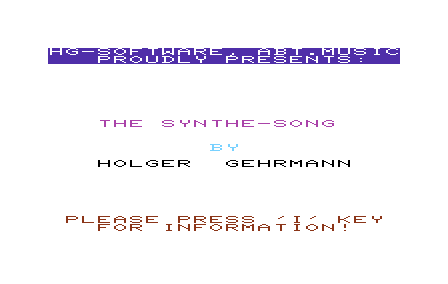 HG-SOFTWARE, ABT.MUSIC
PROUDLY PRESENTS:
THE SYNTHE-SONG
BY
HOLGER GEHRMANN
PLEASE PRESS 'I' KEY
FOR INFORMATION!